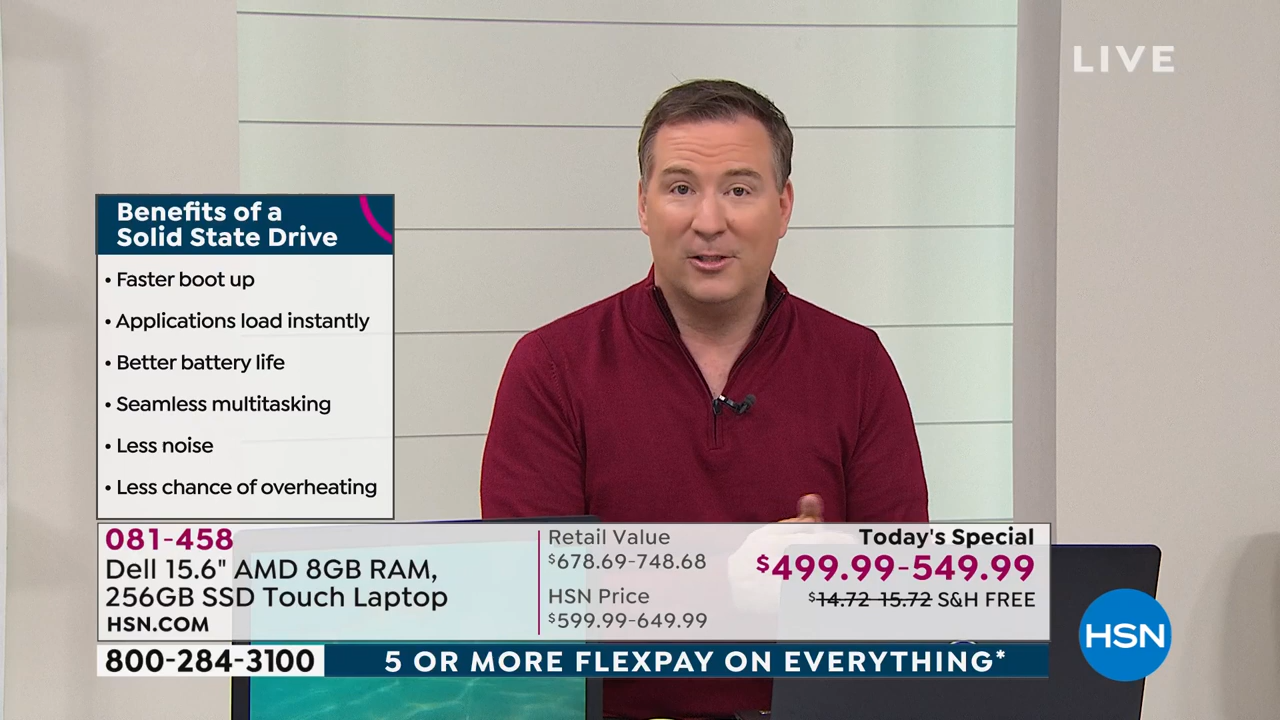 LIVE
Benefits of a
Solid State Drive
• Faster boot up
• Applications load instantly
• Better battery life
• Seamless multitasking
• Less noise
• Less chance of overheating
081-458
Dell 15.6" AMD 8GB RAM,
256GB SSD Touch Laptop
HSN.COM
Retail Value
$678.69-748.68
HSN Price
$599.99-649.99
Today's Special
$499.99-549.99
$14.72-15.72 S&H FREE
800-284-3100
5 OR MORE FLEXPAY ON EVERYTHING*
HSN